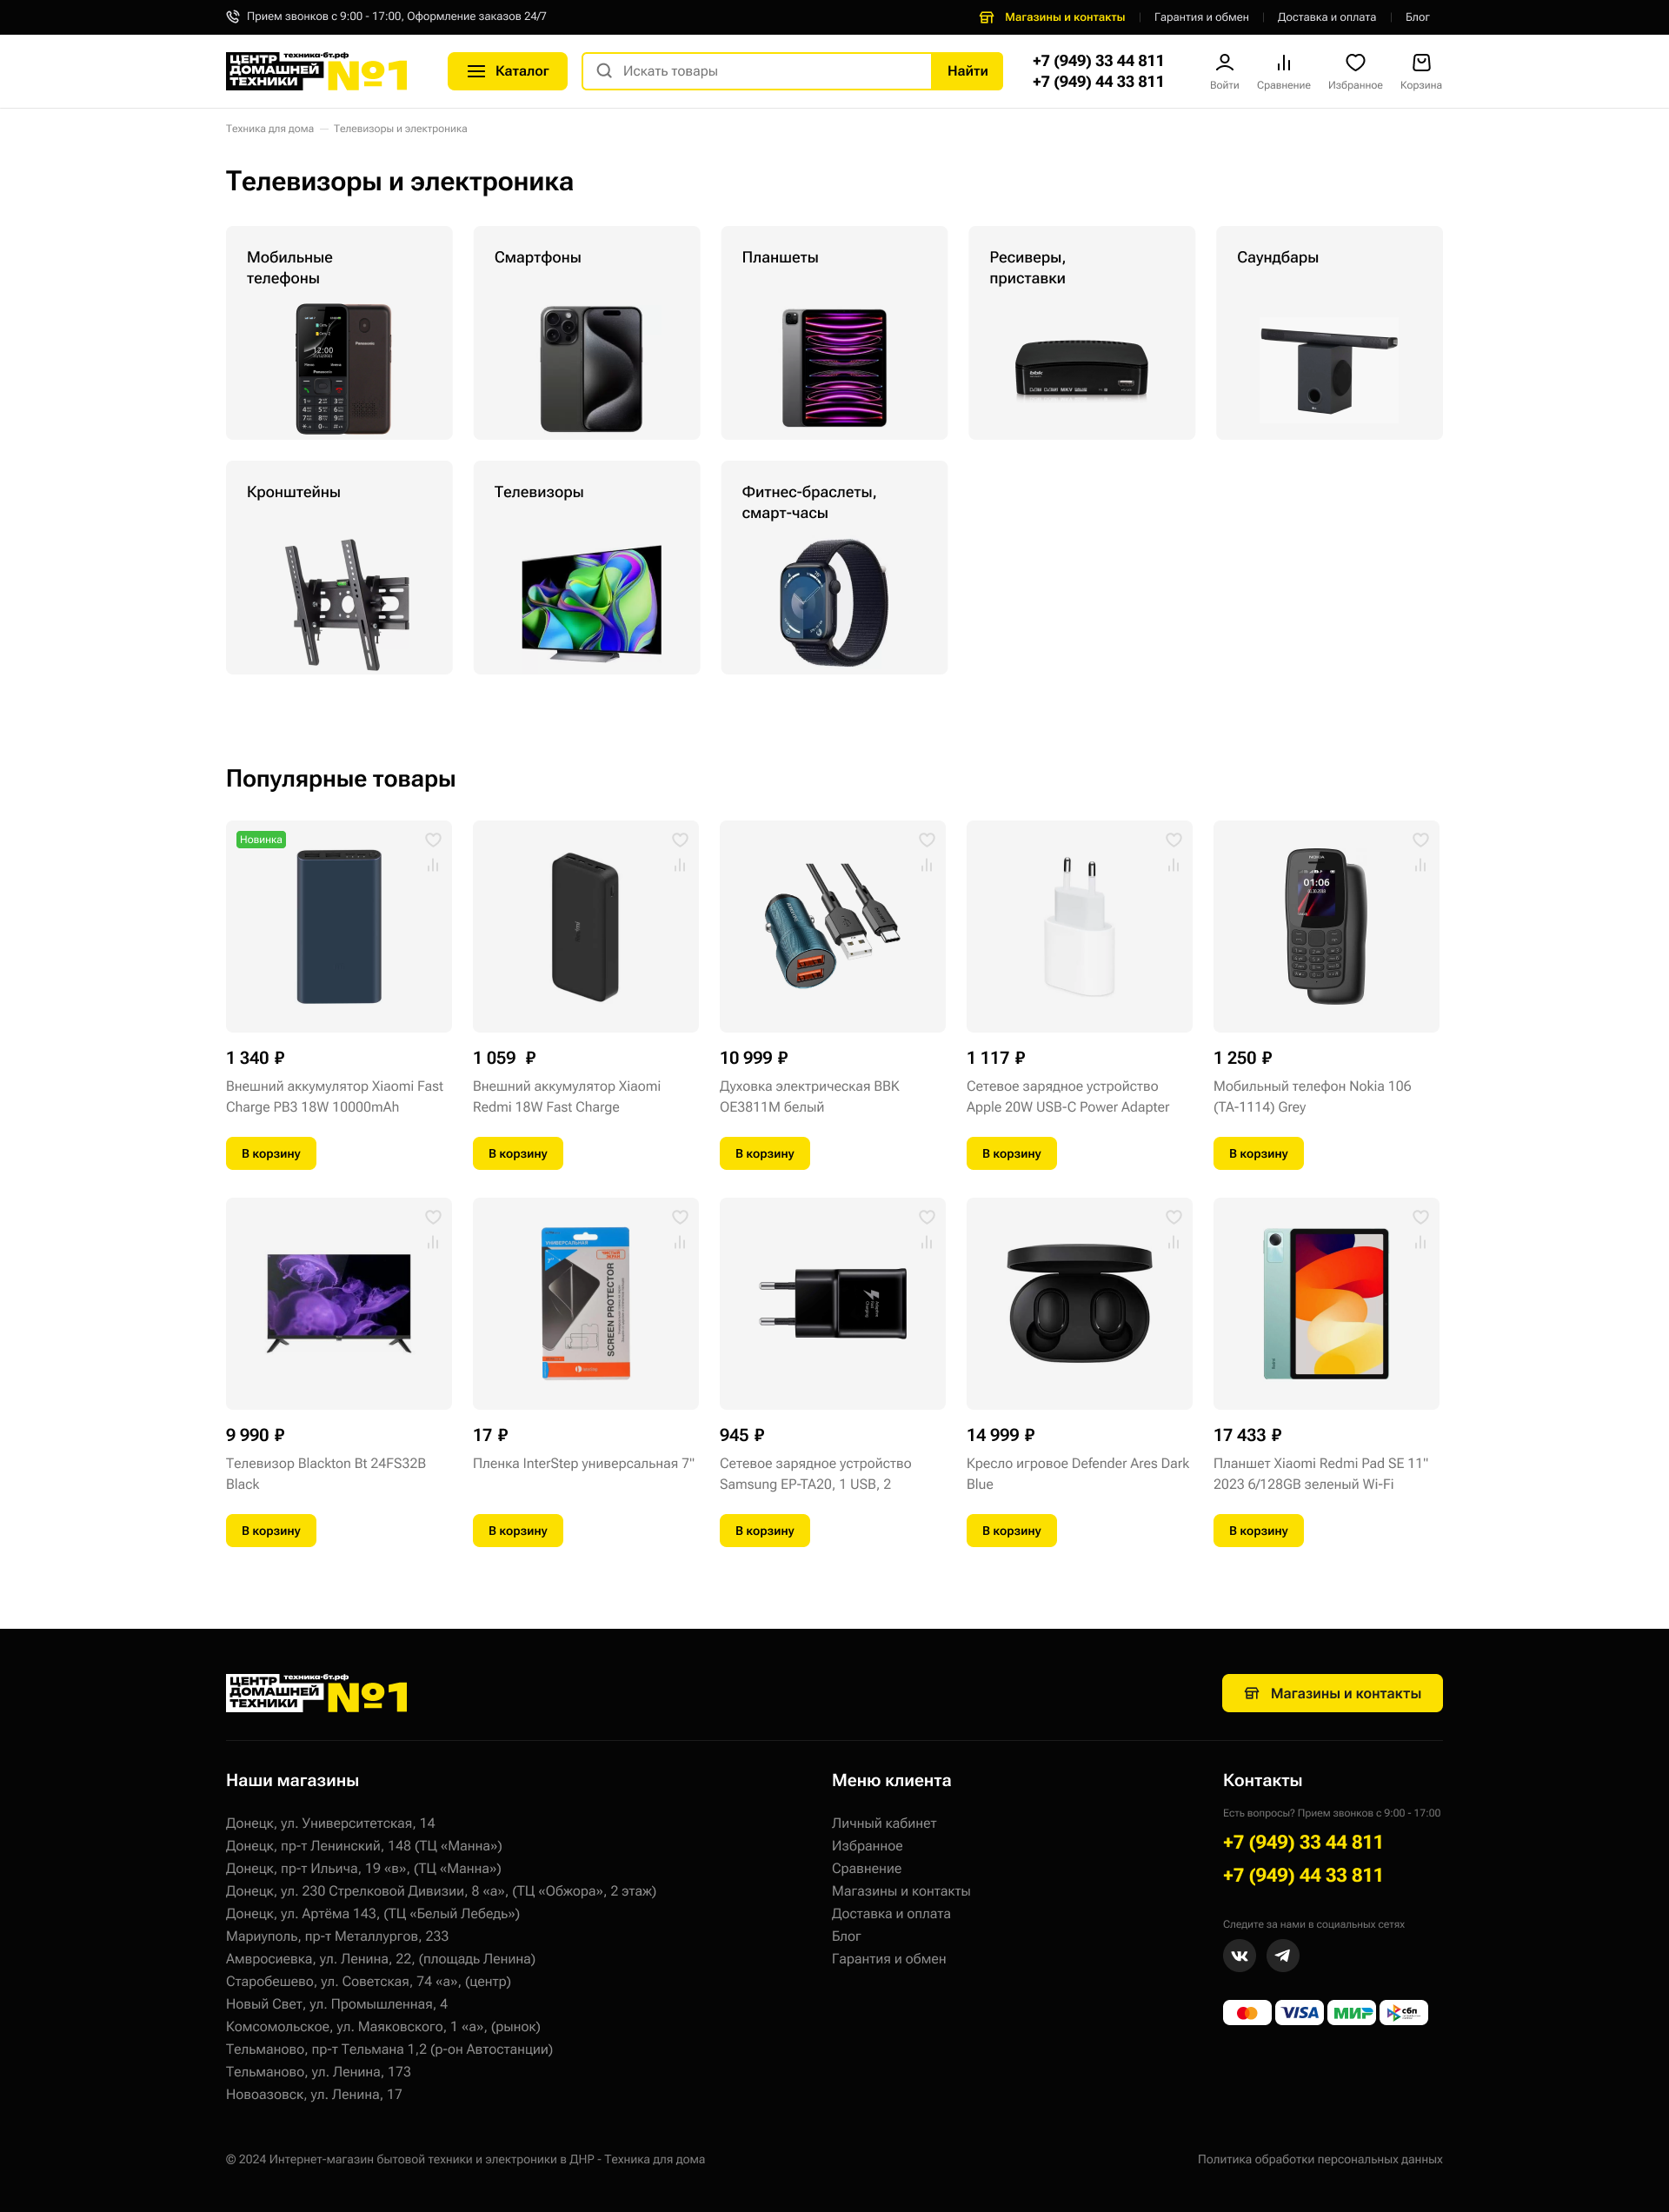 Прием звонков с 9:00 - 17:00, Оформление заказов 24/7
Магазины и контакты
Гарантия и обмен
Доставка и оплата
Блог
ЦЕНТР
ДОМАШНЕЙ
ТЕХНИКИ
техника-бт.рф
№1
Каталог
Искать товары
Найти
+7 (949) 33 44 811
+7 (949) 44 33 811
Войти
Сравнение
Избранное
Корзина
Техника для дома — Телевизоры и электроника
Телевизоры и электроника
Мобильные
телефоны
Смартфоны
Планшеты
Ресиверы,
приставки
Саундбары
12:00
Panasonic
Кронштейны
Телевизоры
Фитнес-браслеты,
смарт-часы
Популярные товары
Новинка
NOKIA
01:06
1 340 ₽
Внешний аккумулятор Xiaomi Fast
Charge PB3 18W 10000mAh
В корзину
1 059 ₽
Внешний аккумулятор Xiaomi
Redmi 18W Fast Charge
В корзину
10 999 ₽
Духовка электрическая BBK
OE3811M белый
В корзину
1 117 ₽
Сетевое зарядное устройство
Apple 20W USB-C Power Adapter
В корзину
1 250 ₽
Мобильный телефон Nokia 106
(TA-1114) Grey
В корзину
УНИВЕРСАЛЬНАЯ
SCREEN PROTECTOR
9 990 ₽
Телевизор Blackton Bt 24FS32B
Black
В корзину
17 ₽
Пленка InterStep универсальная 7"
В корзину
945 ₽
Сетевое зарядное устройство
Samsung EP-TA20, 1 USB, 2
В корзину
14 999 ₽
Кресло игровое Defender Ares Dark
Blue
В корзину
17 433 ₽
Планшет Xiaomi Redmi Pad SE 11"
2023 6/128GB зеленый Wi-Fi
В корзину
ЦЕНТР
ДОМАШНЕЙ
ТЕХНИКИ
техника-бт.рф
№1
Магазины и контакты
Наши магазины
Донецк, ул. Университетская, 14
Донецк, пр-т Ленинский, 148 (ТЦ «Манна»)
Донецк, пр-т Ильича, 19 «в», (ТЦ «Манна»)
Донецк, ул. 230 Стрелковой Дивизии, 8 «а», (ТЦ «Обжора», 2 этаж)
Донецк, ул. Артёма 143, (ТЦ «Белый Лебедь»)
Мариуполь, пр-т Металлургов, 233
Амвросиевка, ул. Ленина, 22, (площадь Ленина)
Старобешево, ул. Советская, 74 «а», (центр)
Новый Свет, ул. Промышленная, 4
Комсомольское, ул. Маяковского, 1 «а», (рынок)
Тельманово, пр-т Тельмана 1,2 (р-он Автостанции)
Тельманово, ул. Ленина, 173
Новоазовск, ул. Ленина, 17
Меню клиента
Личный кабинет
Избранное
Сравнение
Магазины и контакты
Доставка и оплата
Блог
Гарантия и обмен
Контакты
Есть вопросы? Прием звонков с 9:00 - 17:00
+7 (949) 33 44 811
+7 (949) 44 33 811
Следите за нами в социальных сетях
VISA
МИР
сбп
© 2024 Интернет-магазин бытовой техники и электроники в ДНР - Техника для дома
Политика обработки персональных данных